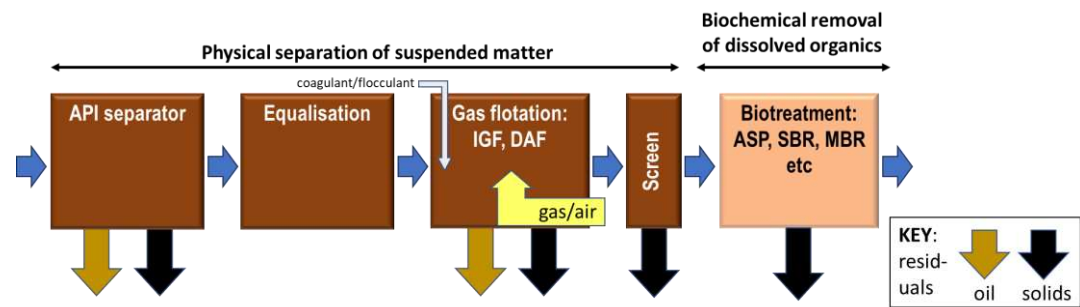 Physical separation of suspended matter
Biochemical removal
of dissolved organics
coagulant/flocculant
API separator
Equalisation
Gas flotation:
IGF, DAF
gas/air
Screen
Biotreatment:
ASP, SBR, MBR
etc
KEY:
resid-
uals
oil
solids